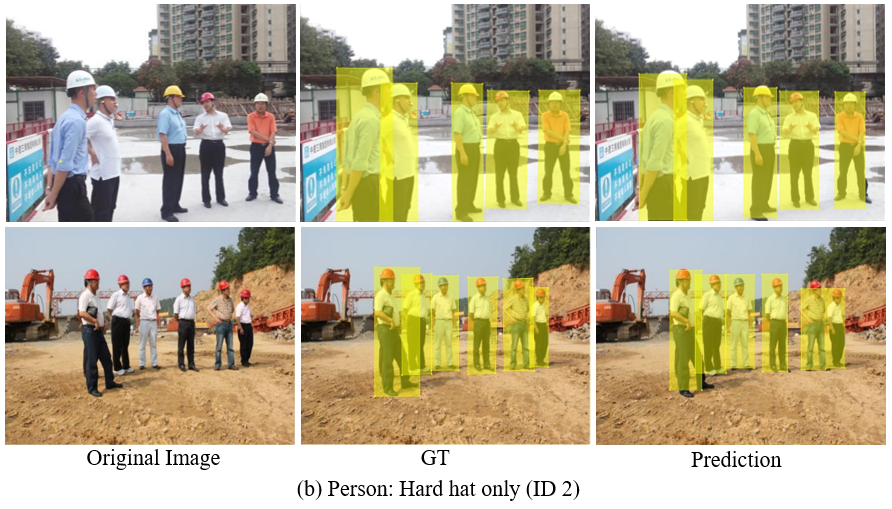 Original Image
GT
Prediction
(b) Person: Hard hat only (ID 2)